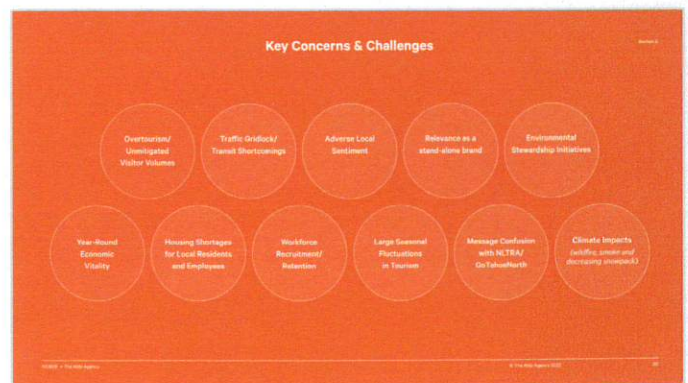 Key Concerns & Challenges
Overtourism/
Unmitigated
Visitor Volumes
Traffic Gridlock/
Transit Shortcomings
Adverse Local
Sentiment
Relevance as a
stand-alone brand
Environmental
Stewardship Initiatives
Year-Round
Economic
Vitality
Housing Shortages
for Local Residents
and Employees
Workforce
Recruitment/
Retention
Large Seasonal
Fluctuations
in Tourism
Message Confusion
with NLTRA/
GoTahoeNorth
Climate Impacts
(wildfire, smoke and
decreasing snowpack)